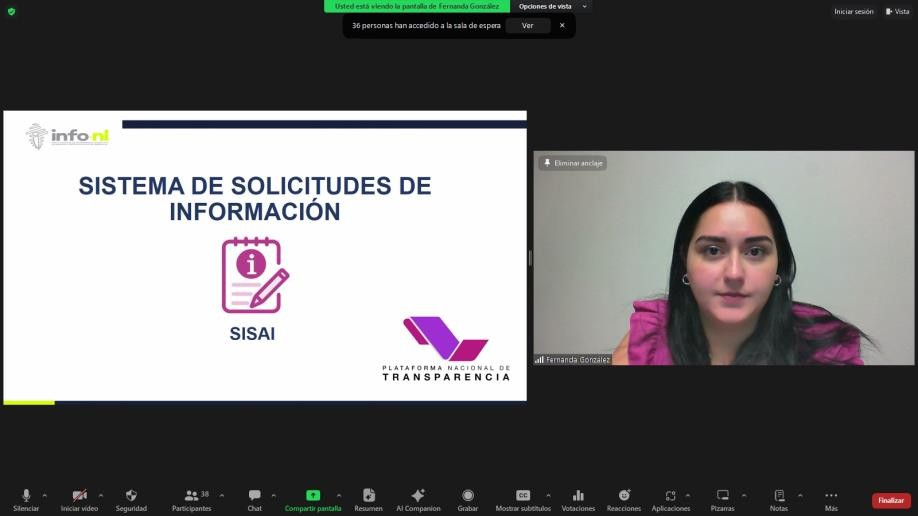 Usted está viendo la pantalla de Fernanda González
Opciones de vista
36 personas han accedido a la sala de espera
Ver
Iniciar sesión
Vista
info nl
SISTEMA DE SOLICITUDES DE
INFORMACIÓN
SISAI
PLATAFORMA NACIONAL DE
TRANSPARENCIA
Eliminar anclaje
Fernanda González
Silenciar
Iniciar video
Seguridad
Participantes
38
Chat
Compartir pantalla
Resumen
AI Companion
Grabar
CC
Mostrar subtítulos
Votaciones
Reacciones
Aplicaciones
Pizarras
Notas
Más
Finalizar